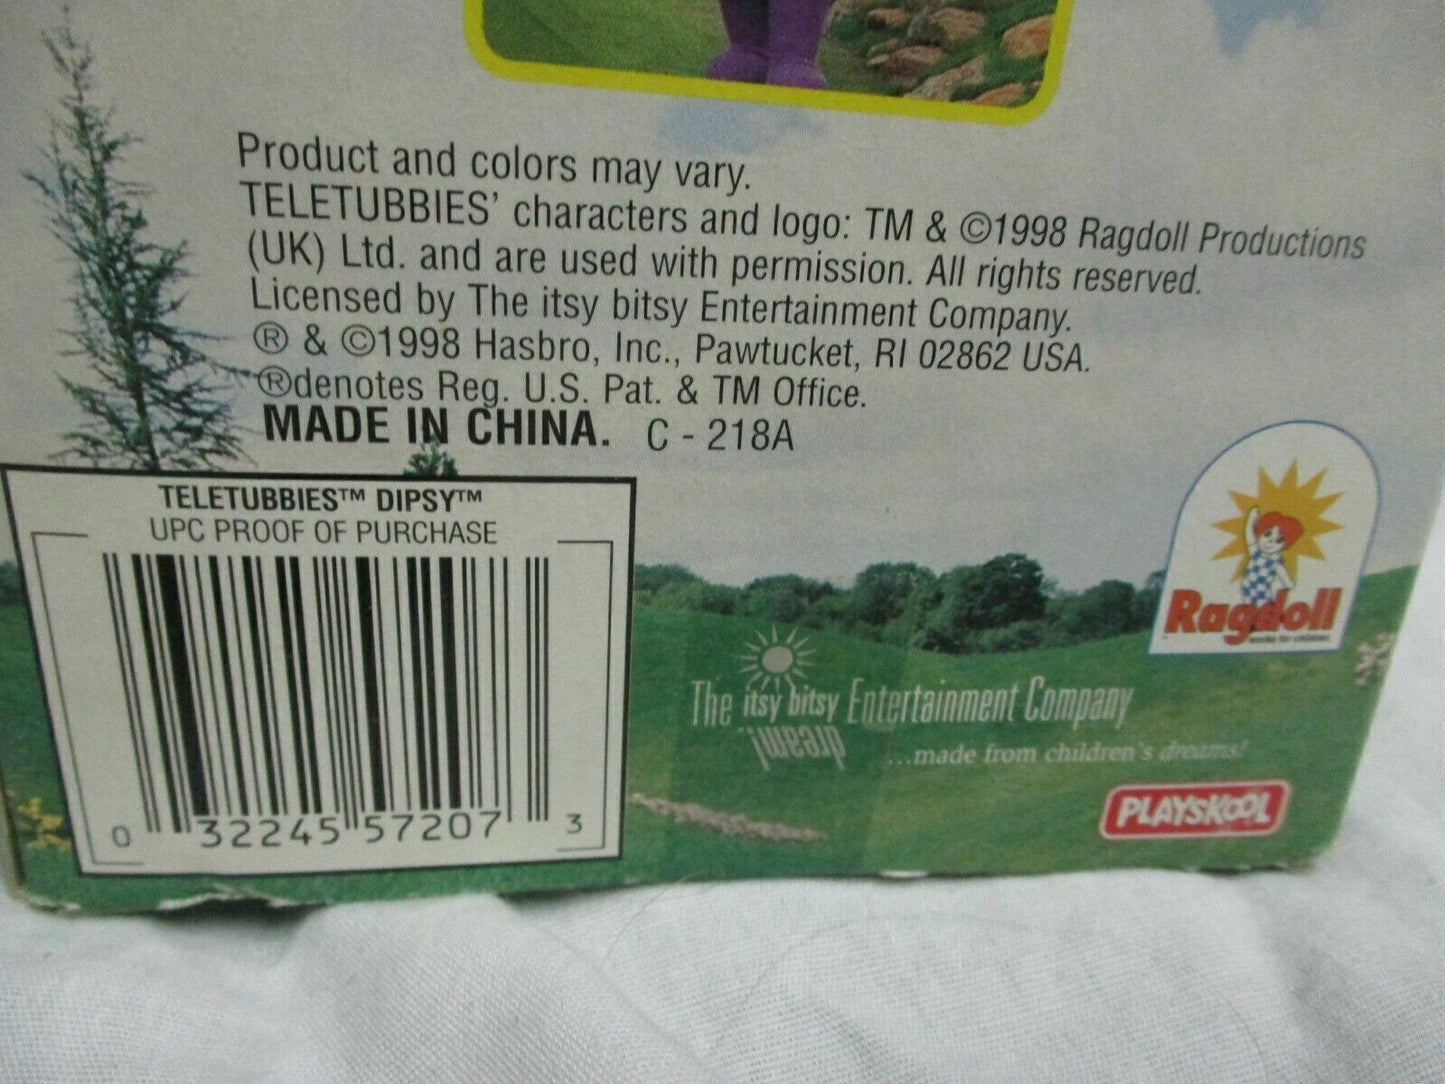 Product and colors may vary.
TELETUBBIES' characters and logo: TM & ©1998 Ragdoll Productions
(UK) Ltd. and are used with permission. All rights reserved.
Licensed by The itsy bitsy Entertainment Company.
® & ©1998 Hasbro, Inc., Pawtucket, RI 02862 USA.
®denotes Reg. U.S. Pat. & TM Office.
MADE IN CHINA. C - 218A
TELETUBBIES™ DIPSY™
UPC PROOF OF PURCHASE
0 32245 57207 3
Ragdoll
works for children
The itsy bitsy Entertainment Company
dream!
...made from children's dreams!
PLAYSKOOL